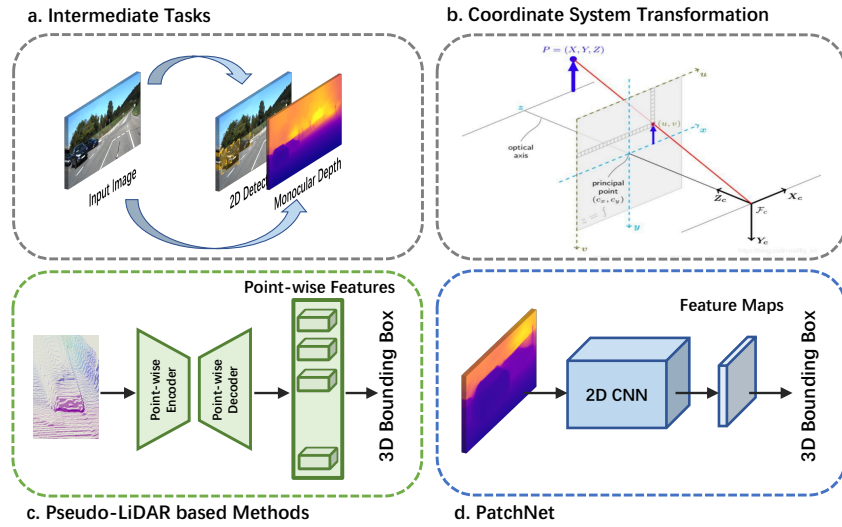 a. Intermediate Tasks
Input Image
Monocular Depth
b. Coordinate System Transformation
P = (X, Y, Z)
u
z
(u, v)
x
optical
axis
principal
point
(c_x, c_y)
Z_c
X_c
F_c
y
v
Y_c
Point-wise Features
Point-wise
Encoder
Point-wise
Decoder
3D Bounding Box
c. Pseudo-LiDAR based Methods
Feature Maps
2D CNN
3D Bounding Box
d. PatchNet